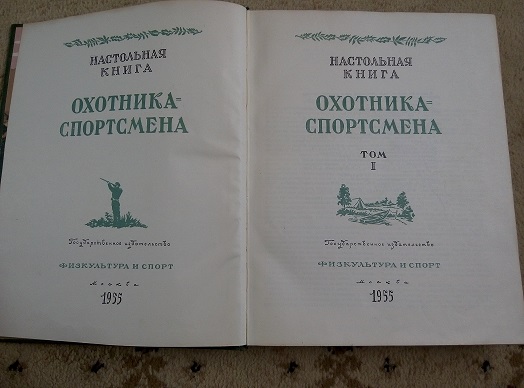 НАСТОЛЬНАЯ
КНИГА
ОХОТНИКА-
СПОРТСМЕНА
Государственное издательство
ФИЗКУЛЬТУРА И СПОРТ
Москва
1955
НАСТОЛЬНАЯ
КНИГА
ОХОТНИКА-
СПОРТСМЕНА
ТОМ
I
Государственное издательство
ФИЗКУЛЬТУРА И СПОРТ
Москва
1955